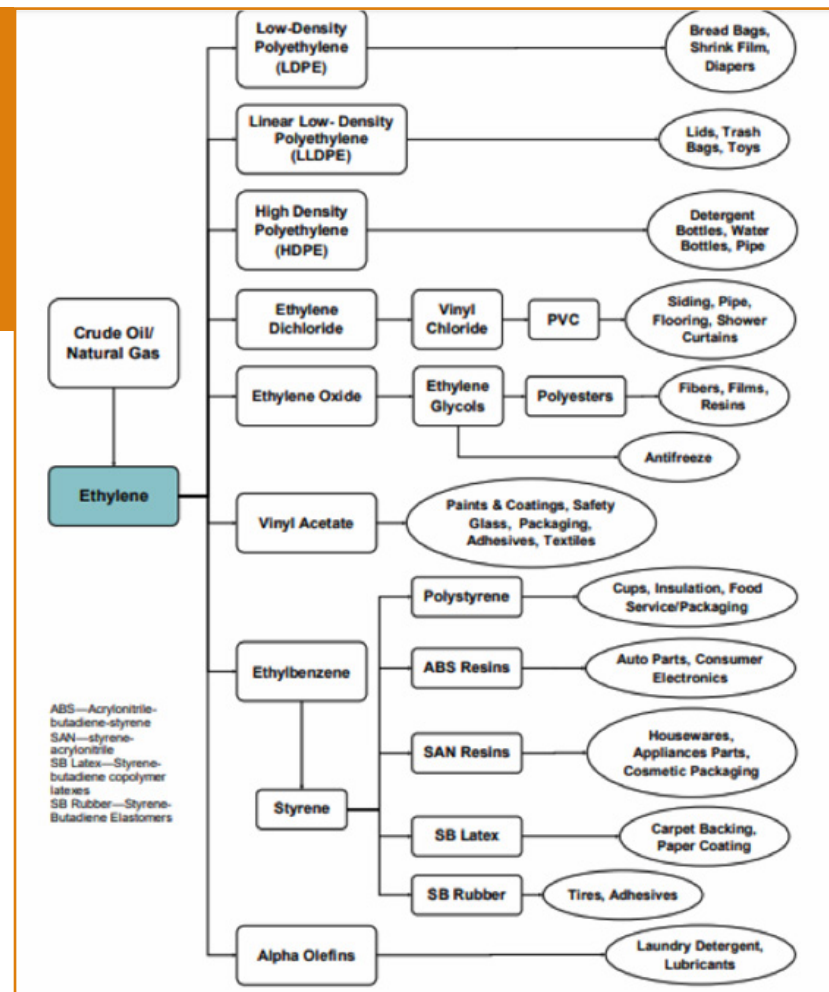 Low-Density
Polyethylene
(LDPE)
Bread Bags,
Shrink Film,
Diapers
Linear Low- Density
Polyethylene
(LLDPE)
Lids, Trash
Bags, Toys
High Density
Polyethylene
(HDPE)
Detergent
Bottles, Water
Bottles, Pipe
Crude Oil/
Natural Gas
Ethylene
Dichloride
Vinyl
Chloride
PVC
Siding, Pipe,
Flooring, Shower
Curtains
Ethylene Oxide
Ethylene
Glycols
Polyesters
Fibers, Films,
Resins
Antifreeze
Ethylene
Vinyl Acetate
Paints & Coatings, Safety
Glass, Packaging,
Adhesives, Textiles
Polystyrene
Cups, Insulation, Food
Service/Packaging
Ethylbenzene
ABS Resins
Auto Parts, Consumer
Electronics
ABS—Acrylonitrile-
butadiene-styrene
SAN—styrene-
acrylonitrile
SB Latex—Styrene-
butadiene copolymer
latexes
SB Rubber—Styrene-
Butadiene Elastomers
SAN Resins
Housewares,
Appliances Parts,
Cosmetic Packaging
Styrene
SB Latex
Carpet Backing,
Paper Coating
SB Rubber
Tires, Adhesives
Alpha Olefins
Laundry Detergent,
Lubricants